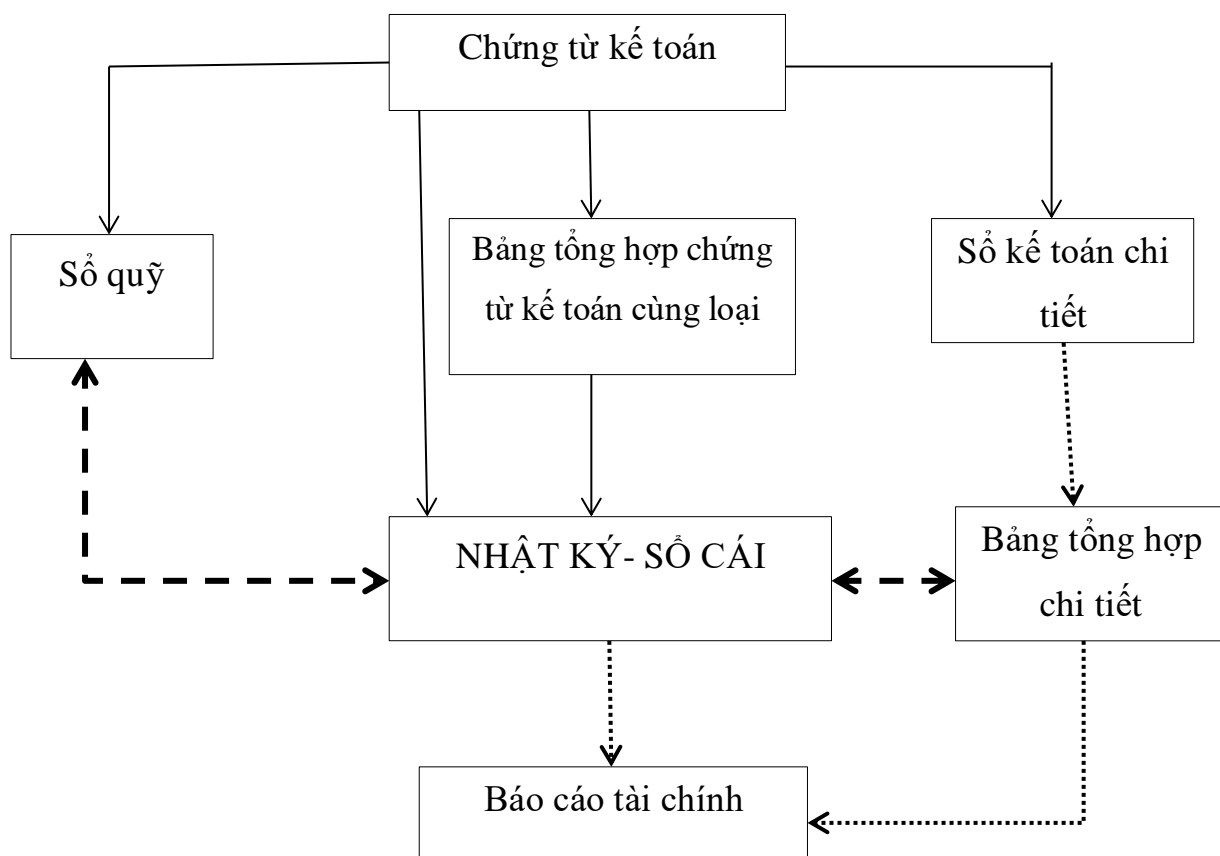 Chứng từ kế toán
Sổ quỹ
Bảng tổng hợp chứng
từ kế toán cùng loại
Sổ kế toán chi
tiết
NHẬT KÝ- SỔ CÁI
Bảng tổng hợp
chi tiết
Báo cáo tài chính